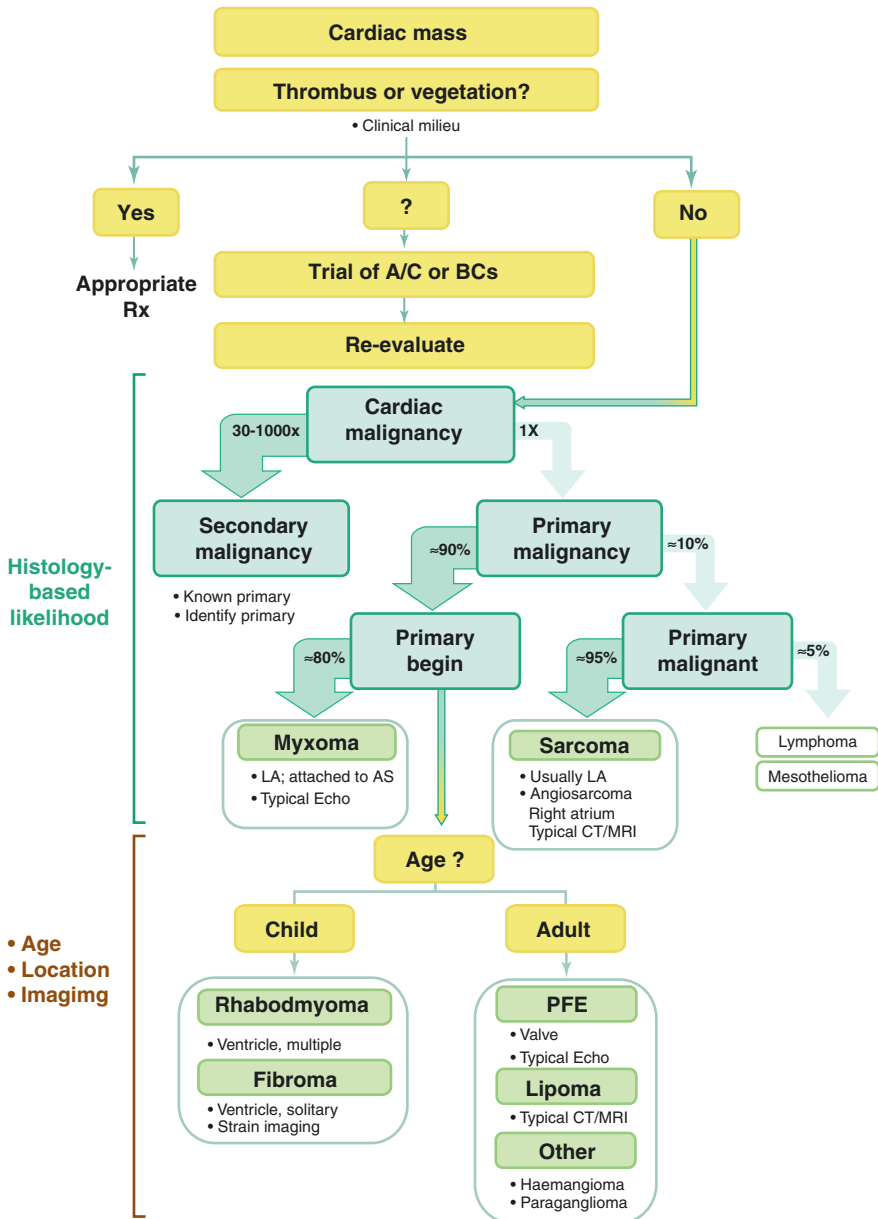 Cardiac mass
Thrombus or vegetation?
• Clinical milieu
Yes
?
No
Appropriate
Rx
Trial of A/C or BCs
Re-evaluate
Cardiac
malignancy
30-1000x
1X
Secondary
malignancy
Primary
malignancy
≈90%
≈10%
Histology-
based
likelihood
• Known primary
• Identify primary
Primary
begin
Primary
malignant
≈80%
≈95%
≈5%
Myxoma
• LA; attached to AS
• Typical Echo
Sarcoma
• Usually LA
• Angiosarcoma
Right atrium
Typical CT/MRI
Lymphoma
Mesothelioma
Age ?
Child
Adult
• Age
• Location
• Imagimg
Rhabodmyoma
• Ventricle, multiple
Fibroma
• Ventricle, solitary
• Strain imaging
PFE
• Valve
• Typical Echo
Lipoma
• Typical CT/MRI
Other
• Haemangioma
• Paraganglioma